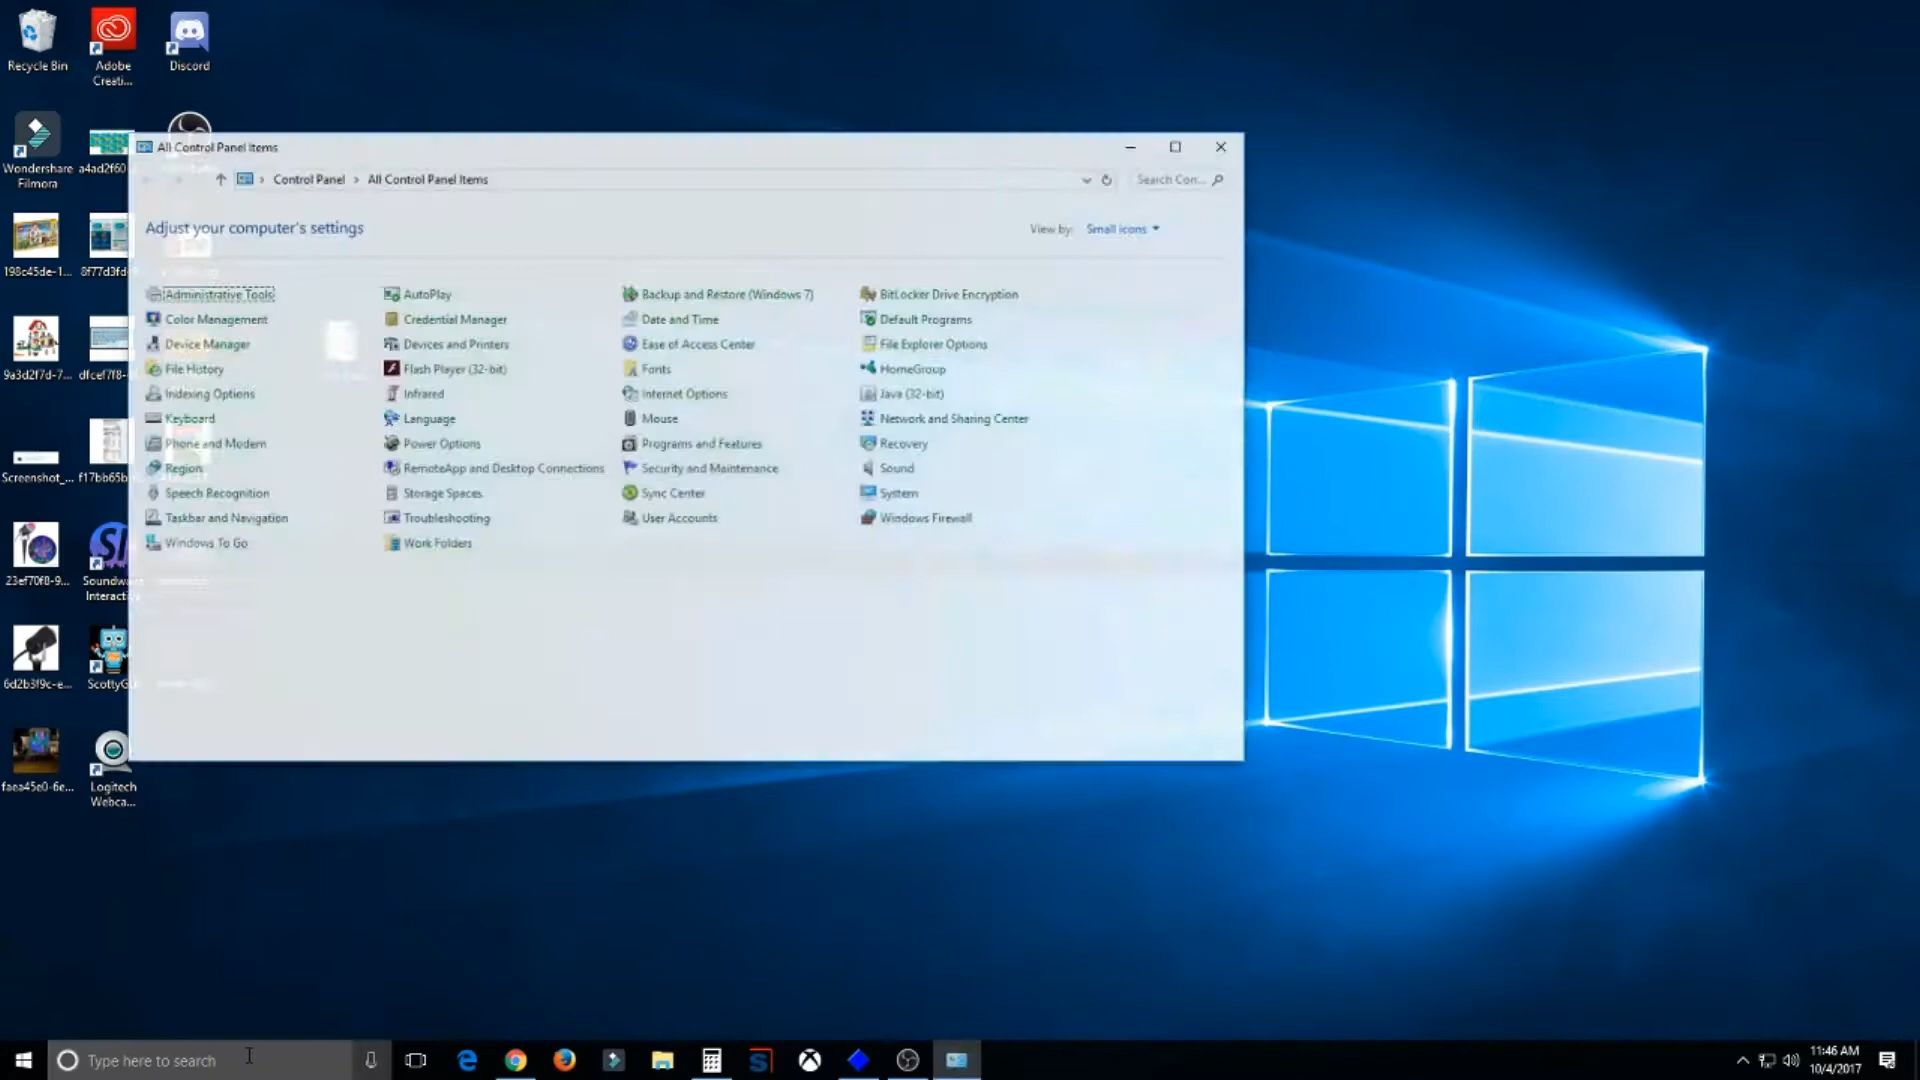 Recycle Bin
Adobe
Creati...
Discord
Wondershare
Filmora
a4ad2f60
198c45de-1...
8f77d3fd-
9a3d2f7d-7...
dfcef7f8-
Screenshot_...
f17bb65b
23ef70f8-9...
Soundwa
Interacti
6d2b3f9c-e...
ScottyG
faea45e0-6e...
Logitech
Webca...
All Control Panel Items
Control Panel > All Control Panel Items
Search Con...
Adjust your computer's settings
View by: Small icons
Administrative Tools
AutoPlay
Backup and Restore (Windows 7)
BitLocker Drive Encryption
Color Management
Credential Manager
Date and Time
Default Programs
Device Manager
Devices and Printers
Ease of Access Center
File Explorer Options
File History
Flash Player (32-bit)
Fonts
HomeGroup
Indexing Options
Infrared
Internet Options
Java (32-bit)
Keyboard
Language
Mouse
Network and Sharing Center
Phone and Modem
Power Options
Programs and Features
Recovery
Region
RemoteApp and Desktop Connections
Security and Maintenance
Sound
Speech Recognition
Storage Spaces
Sync Center
System
Taskbar and Navigation
Troubleshooting
User Accounts
Windows Firewall
Windows To Go
Work Folders
Type here to search
11:46 AM
10/4/2017